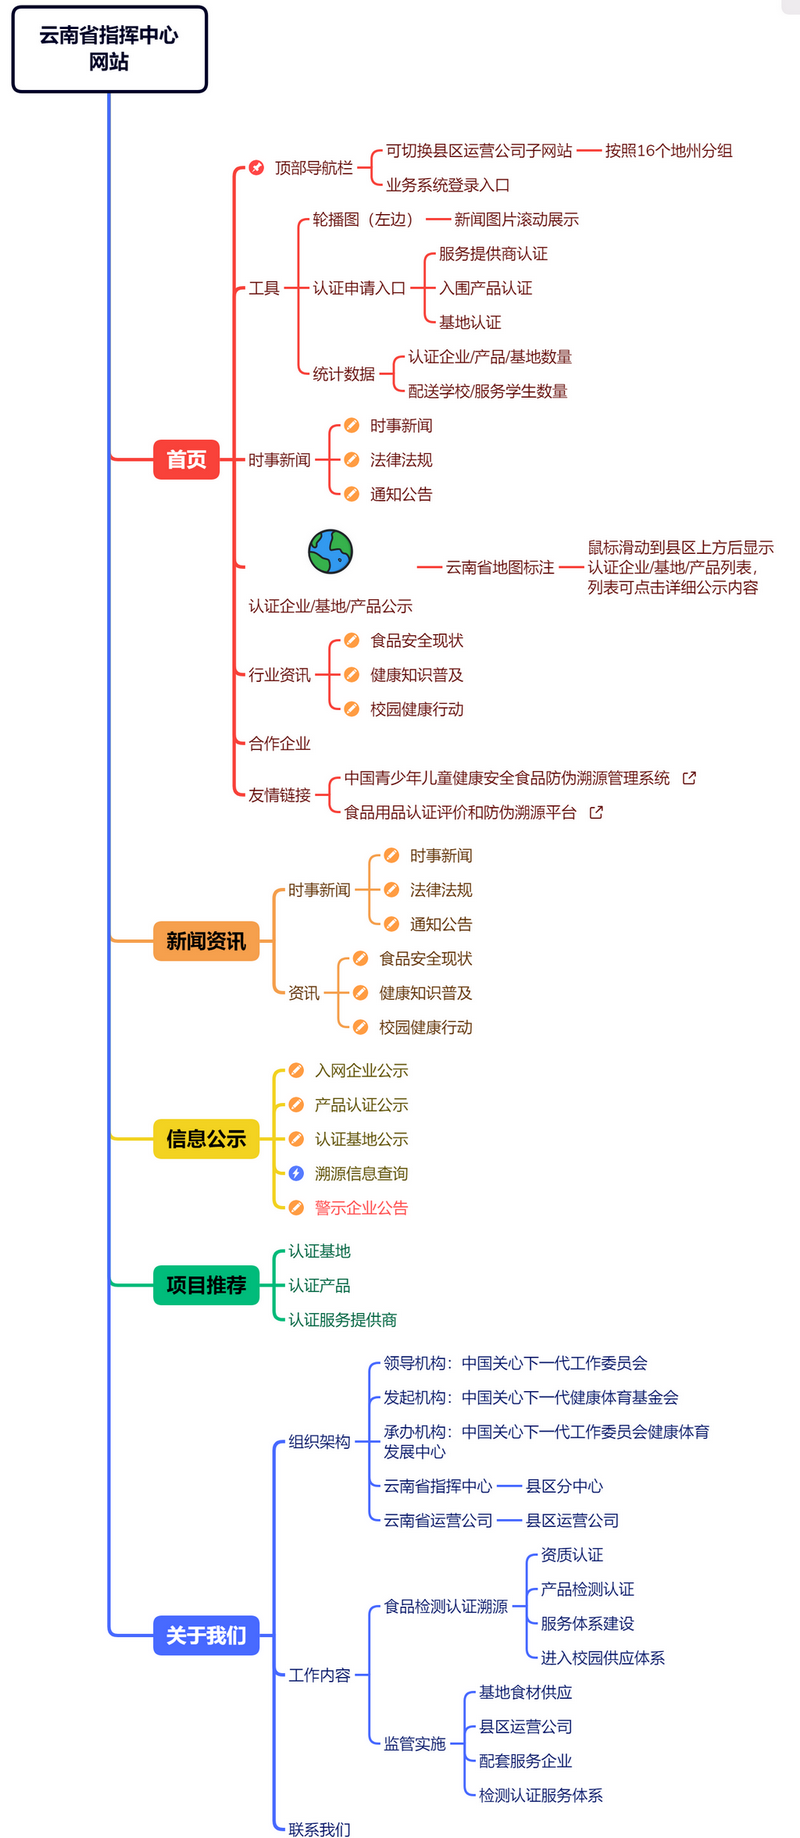 云南省指挥中心
网站
顶部导航栏
可切换县区运营公司子网站
按照16个地州分组
业务系统登录入口
工具
轮播图（左边）
新闻图片滚动展示
认证申请入口
服务提供商认证
入围产品认证
基地认证
统计数据
认证企业/产品/基地数量
配送学校/服务学生数量
首页
时事新闻
时事新闻
法律法规
通知公告
认证企业/基地/产品公示
云南省地图标注
鼠标滑动到县区上方后显示
认证企业/基地/产品列表，
列表可点击详细公示内容
行业资讯
食品安全现状
健康知识普及
校园健康行动
合作企业
友情链接
中国青少年儿童健康安全食品防伪溯源管理系统
食品用品认证评价和防伪溯源平台
新闻资讯
时事新闻
时事新闻
法律法规
通知公告
资讯
食品安全现状
健康知识普及
校园健康行动
信息公示
入网企业公示
产品认证公示
认证基地公示
溯源信息查询
警示企业公告
项目推荐
认证基地
认证产品
认证服务提供商
关于我们
组织架构
领导机构：中国关心下一代工作委员会
发起机构：中国关心下一代健康体育基金会
承办机构：中国关心下一代工作委员会健康体育
发展中心
云南省指挥中心
县区分中心
云南省运营公司
县区运营公司
工作内容
食品检测认证溯源
资质认证
产品检测认证
服务体系建设
进入校园供应体系
监管实施
基地食材供应
县区运营公司
配套服务企业
检测认证服务体系
联系我们